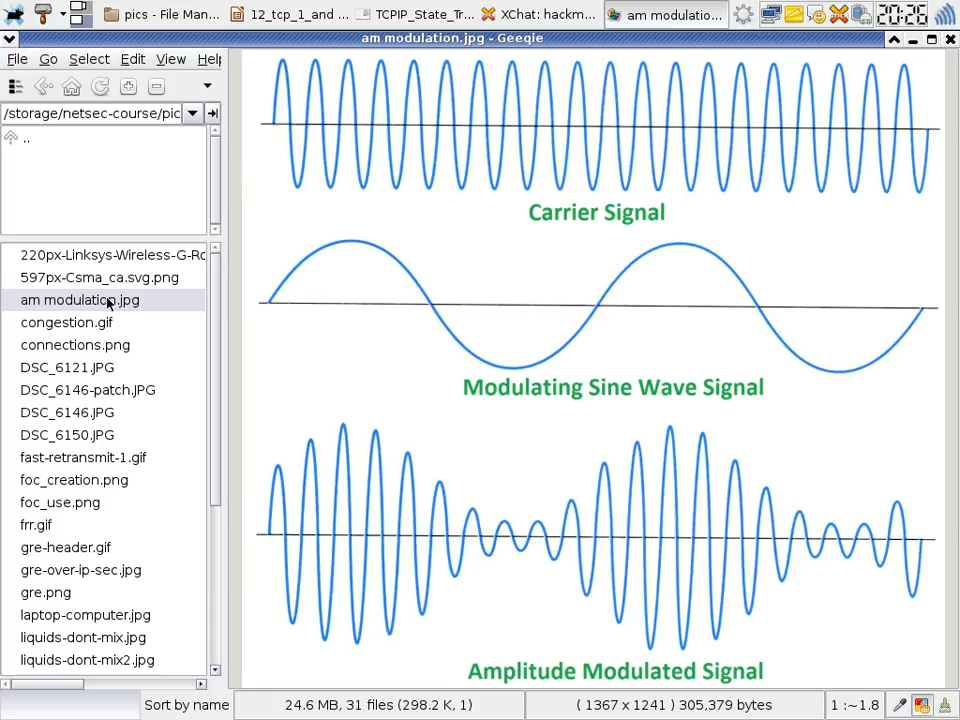 pics - File Man...
12_tcp_1_and ...
TCPIP_State_Tr...
XChat: hackm...
am modulatio...
20:26
am modulation.jpg - Geeqie
File Go Select Edit View Help
/storage/netsec-course/pic
..
220px-Linksys-Wireless-G-Ro
597px-Csma_ca.svg.png
am modulation.jpg
congestion.gif
connections.png
DSC_6121.JPG
DSC_6146-patch.JPG
DSC_6146.JPG
DSC_6150.JPG
fast-retransmit-1.gif
foc_creation.png
foc_use.png
frr.gif
gre-header.gif
gre-over-ip-sec.jpg
gre.png
laptop-computer.jpg
liquids-dont-mix.jpg
liquids-dont-mix2.jpg
Carrier Signal
Modulating Sine Wave Signal
Amplitude Modulated Signal
Sort by name
24.6 MB, 31 files (298.2 K, 1)
( 1367 x 1241 ) 305,379 bytes
1 :~1.8